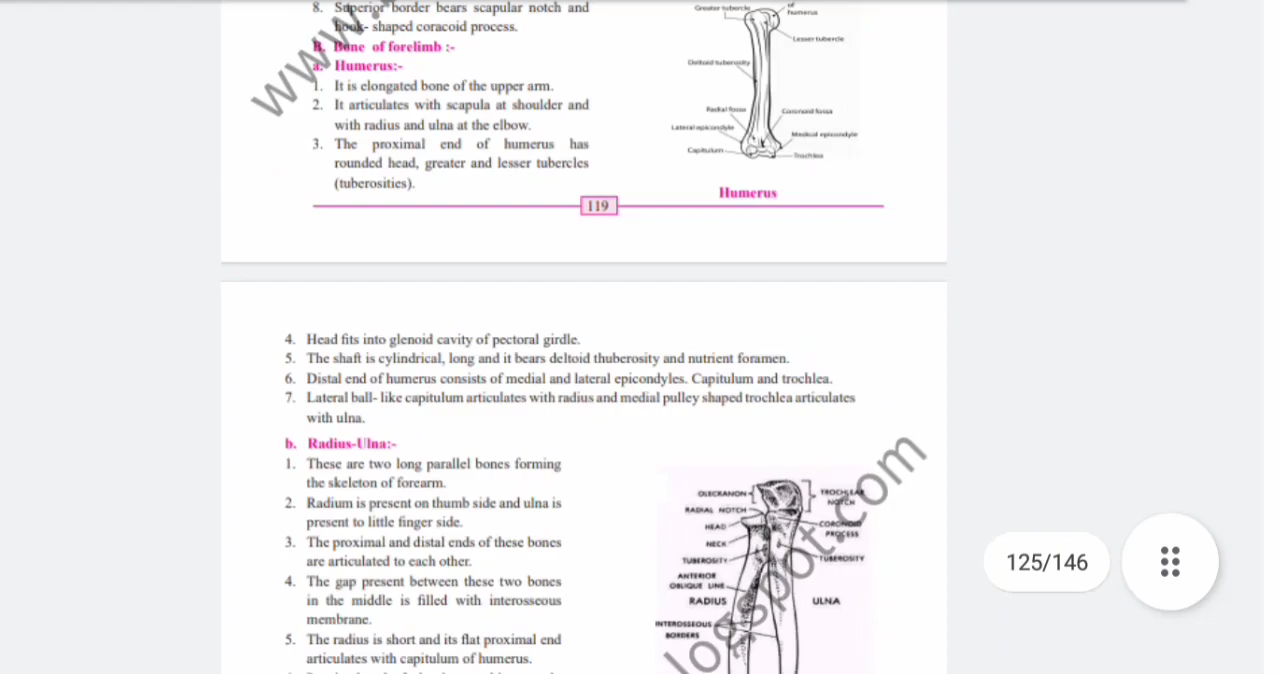 8. Superior border bears scapular notch and
hook- shaped coracoid process.
B. Bone of forelimb :-
a. Humerus:-
1. It is elongated bone of the upper arm.
2. It articulates with scapula at shoulder and
with radius and ulna at the elbow.
3. The proximal end of humerus has
rounded head, greater and lesser tubercles
(tuberosities).
Greater tubercle
of
humerus
Lesser tubercle
Deltoid tuberosity
Radial fossa
Coronoid fossa
Lateral epicondyle
Medical epicondyle
Capitulum
Trochlea
Humerus
119
www.
4. Head fits into glenoid cavity of pectoral girdle.
5. The shaft is cylindrical, long and it bears deltoid thuberosity and nutrient foramen.
6. Distal end of humerus consists of medial and lateral epicondyles. Capitulum and trochlea.
7. Lateral ball- like capitulum articulates with radius and medial pulley shaped trochlea articulates
with ulna.
b. Radius-Ulna:-
1. These are two long parallel bones forming
the skeleton of forearm.
2. Radium is present on thumb side and ulna is
present to little finger side.
3. The proximal and distal ends of these bones
are articulated to each other.
4. The gap present between these two bones
in the middle is filled with interosseous
membrane.
5. The radius is short and its flat proximal end
articulates with capitulum of humerus.
OLECRANON
TROCHLEAR
NOTCH
RADIAL NOTCH
HEAD
CORONOID
PROCESS
NECK
TUBEROSITY
TUBEROSITY
ANTERIOR
OBLIQUE LINE
RADIUS
ULNA
INTEROSSEOUS
BORDERS
logspot.com
125/146